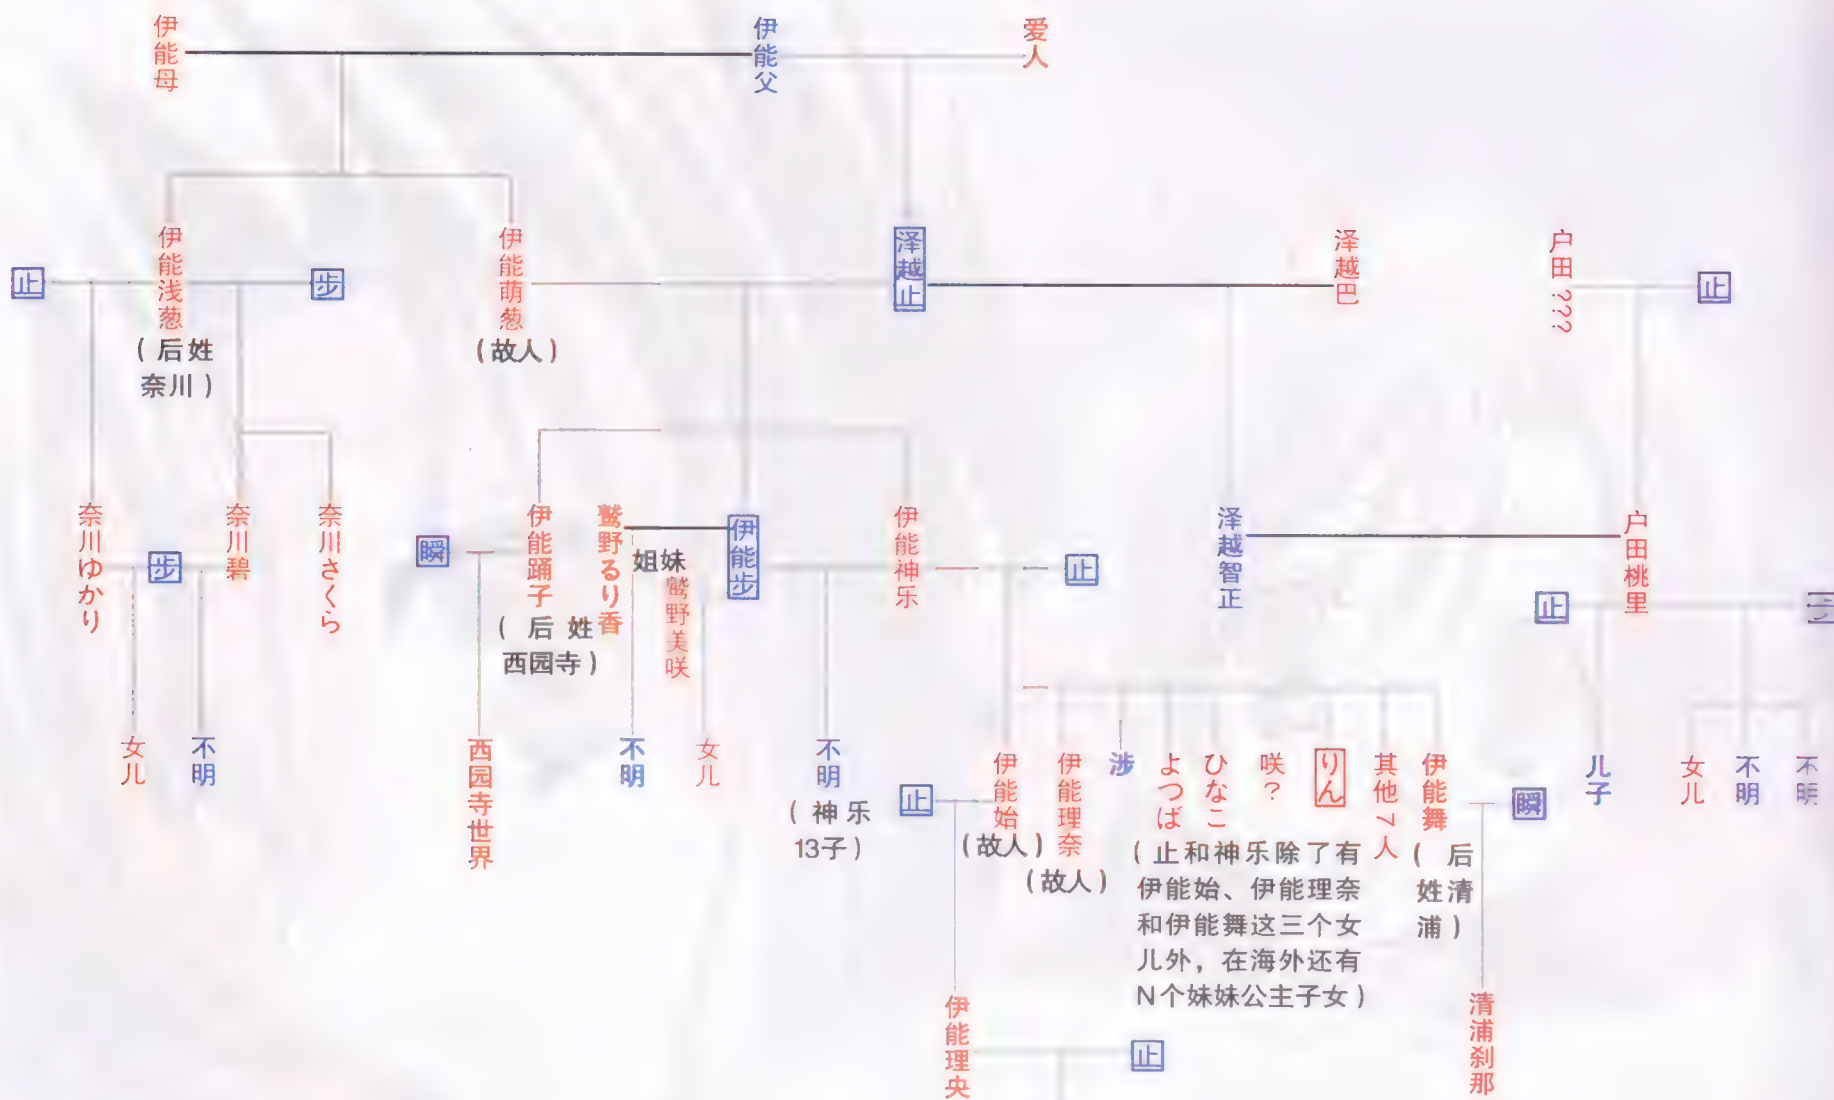 伊能母
伊能父
爱人
止
伊能浅葱
（后姓
奈川）
步
伊能萌葱
（故人）
泽越止
泽越巴
户田???
止
奈川ゆかり
步
奈川碧
奈川さくら
瞬
伊能踊子
（后姓
西园寺）
鹫野るり香
姐妹
鹫野美咲
伊能步
伊能神乐
止
泽越智正
户田桃里
止
女儿
不明
西园寺世界
不明
女儿
不明
（神乐
13子）
止
伊能始
（故人）
伊能理奈
（故人）
涉
よつば
ひなこ
咲？
りん
其他7人
伊能舞
（后
姓清
浦）
瞬
（止和神乐除了有
伊能始、伊能理奈
和伊能舞这三个女
儿外，在海外还有
N个妹妹公主子女）
儿子
女儿
不明
不明
伊能理央
止
清浦刹那